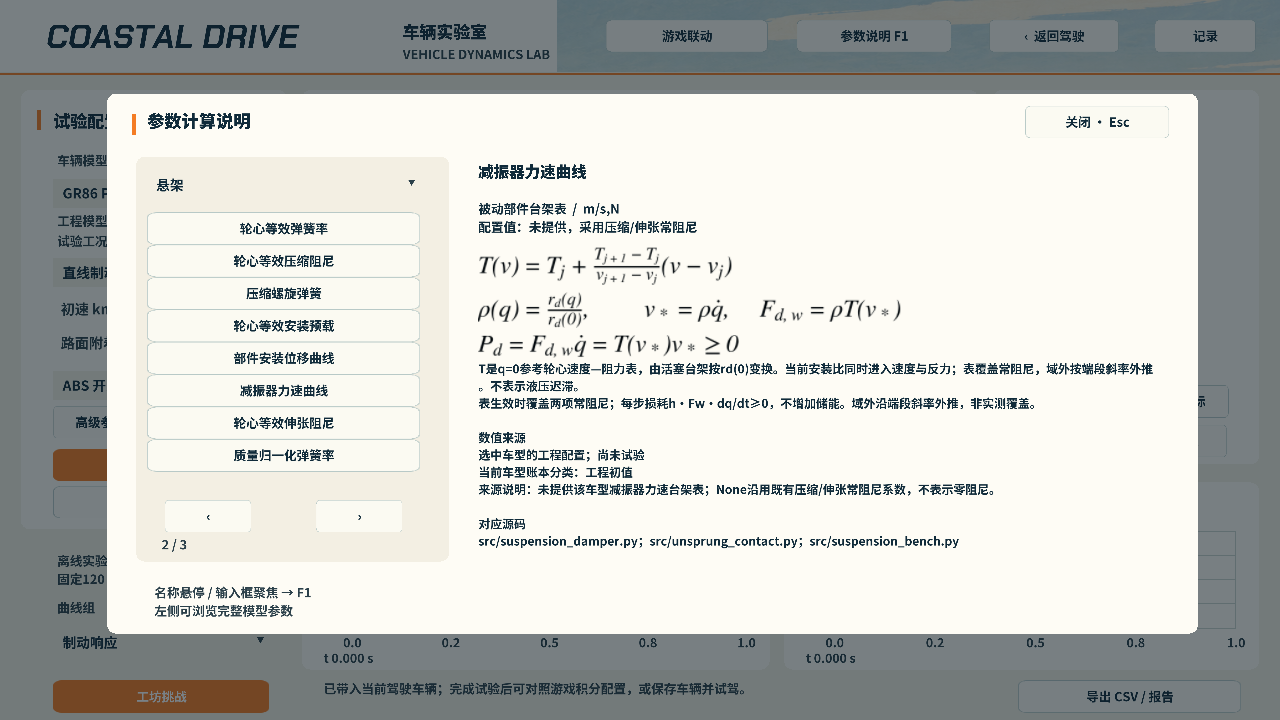 COASTAL DRIVE
车辆实验室
VEHICLE DYNAMICS LAB
游戏联动
参数说明 F1
‹ 返回驾驶
记录
试验配
车辆模型
GR86 P
工程模型
试验工况
直线制动
初速 km
路面附着
ABS 开
高级参
参数计算说明
关闭 · Esc
悬架 ▼
轮心等效弹簧率
轮心等效压缩阻尼
压缩螺旋弹簧
轮心等效安装预载
部件安装位移曲线
减振器力速曲线
轮心等效伸张阻尼
质量归一化弹簧率
‹ ›
2 / 3
名称悬停 / 输入框聚焦 → F1
左侧可浏览完整模型参数
减振器力速曲线
被动部件台架表 / m/s,N
配置值：未提供，采用压缩/伸张常阻尼
T(v) = T_j + \frac{T_{j+1} − T_j}{v_{j+1} − v_j}(v − v_j)
ρ(q) = \frac{r_d(q)}{r_d(0)}, v* = ρq̇, F_{d,w} = ρT(v*)
P_d = F_{d,w}q̇ = T(v*)v* ≥ 0
T是q=0参考轮心速度—阻力表，由活塞台架按rd(0)变换。当前安装比同时进入速度与反力；表覆盖常阻尼，域外按端段斜率外推
。不表示液压迟滞。
表生效时覆盖两项常阻尼；每步损耗h·Fw·dq/dt≥0，不增加储能。域外沿端段斜率外推，非实测覆盖。
数值来源
选中车型的工程配置；尚未试验
当前车型账本分类：工程初值
来源说明：未提供该车型减振器力速台架表；None沿用既有压缩/伸张常阻尼系数，不表示零阻尼。
对应源码
src/suspension_damper.py；src/unsprung_contact.py；src/suspension_bench.py
标
离线实验
固定120
曲线组
制动响应 ▼
0.0 0.2 0.5 0.8 1.0
t 0.000 s
0.0 0.2 0.5 0.8 1.0
t 0.000 s
工坊挑战
已带入当前驾驶车辆；完成试验后可对照游戏积分配置，或保存车辆并试驾。
导出 CSV / 报告